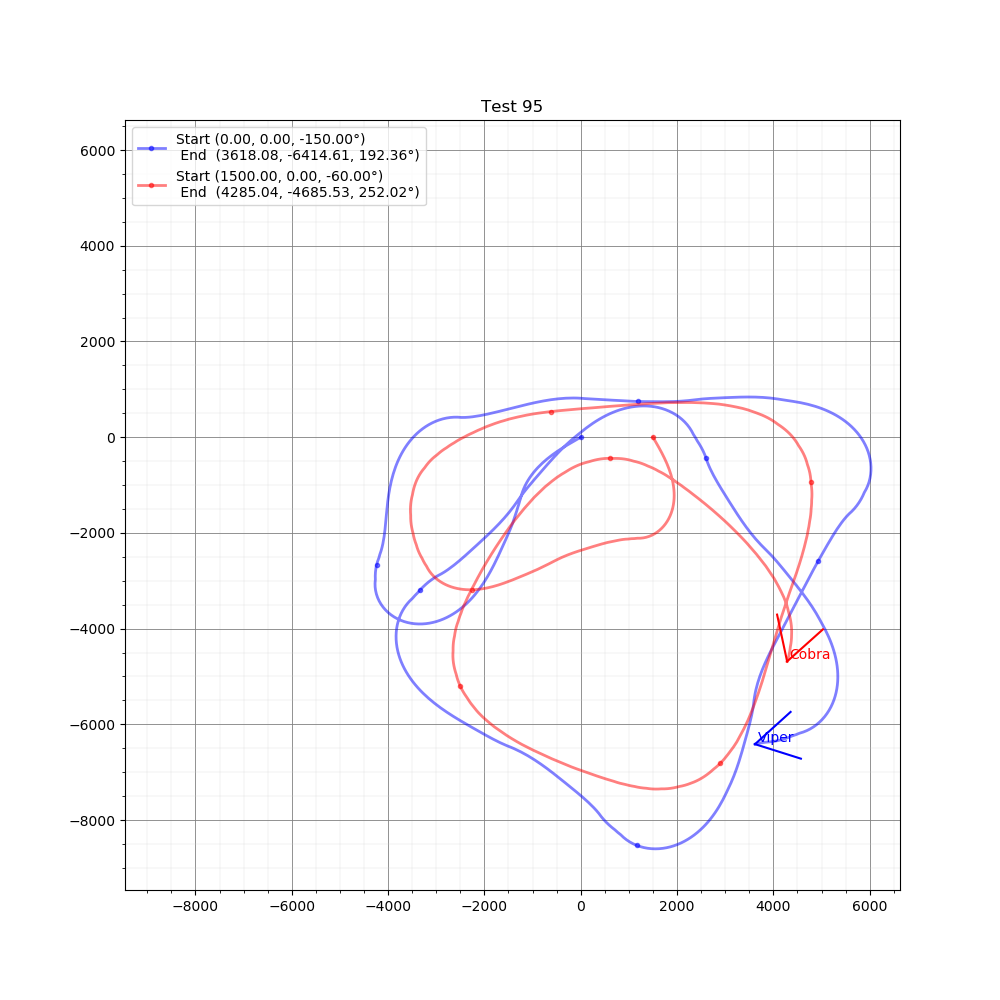 Test 95
Start (0.00, 0.00, -150.00°)
End  (3618.08, -6414.61, 192.36°)
Start (1500.00, 0.00, -60.00°)
End  (4285.04, -4685.53, 252.02°)
6000
4000
2000
0
−2000
−4000
−6000
−8000
Cobra
Viper
−8000 −6000 −4000 −2000 0 2000 4000 6000